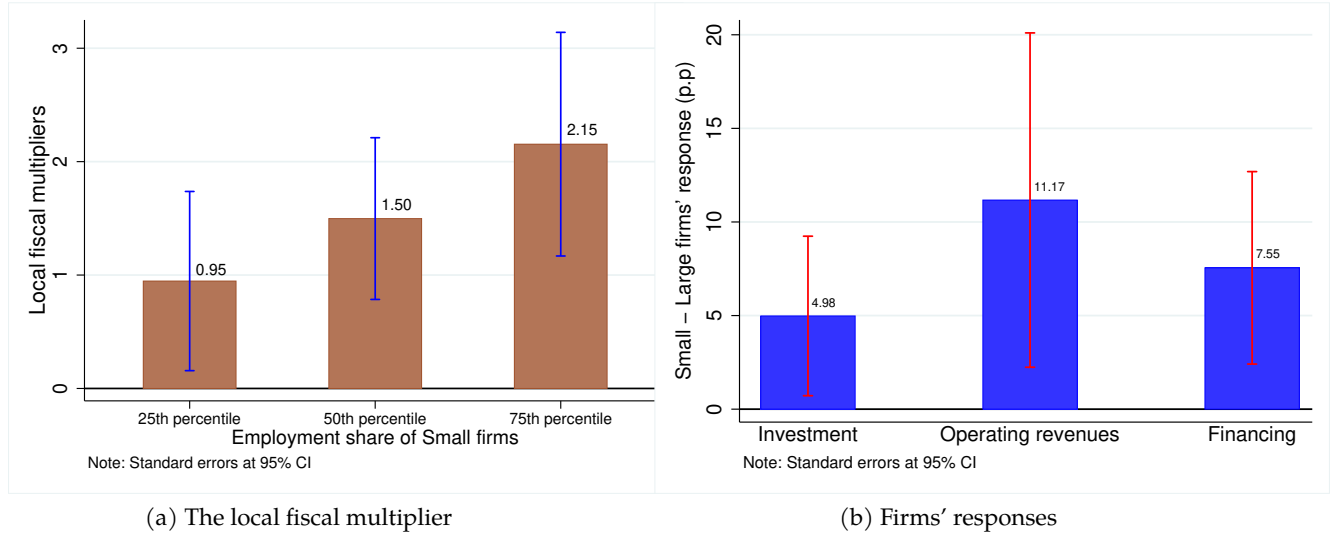 Local fiscal multipliers
3
2
1
0
0.95
1.50
2.15
25th percentile
50th percentile
75th percentile
Employment share of Small firms
Note: Standard errors at 95% CI
(a) The local fiscal multiplier
Small – Large firms' response (p.p)
20
15
10
5
0
4.98
11.17
7.55
Investment
Operating revenues
Financing
Note: Standard errors at 95% CI
(b) Firms' responses